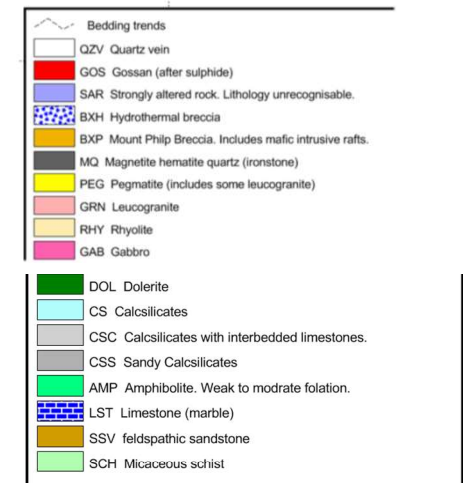 Bedding trends
QZV Quartz vein
GOS Gossan (after sulphide)
SAR Strongly altered rock. Lithology unrecognisable.
BXH Hydrothermal breccia
BXP Mount Philp Breccia. Includes mafic intrusive rafts.
MQ Magnetite hematite quartz (ironstone)
PEG Pegmatite (includes some leucogranite)
GRN Leucogranite
RHY Rhyolite
GAB Gabbro
DOL Dolerite
CS Calcsilicates
CSC Calcsilicates with interbedded limestones.
CSS Sandy Calcsilicates
AMP Amphibolite. Weak to modrate folation.
LST Limestone (marble)
SSV feldspathic sandstone
SCH Micaceous schist